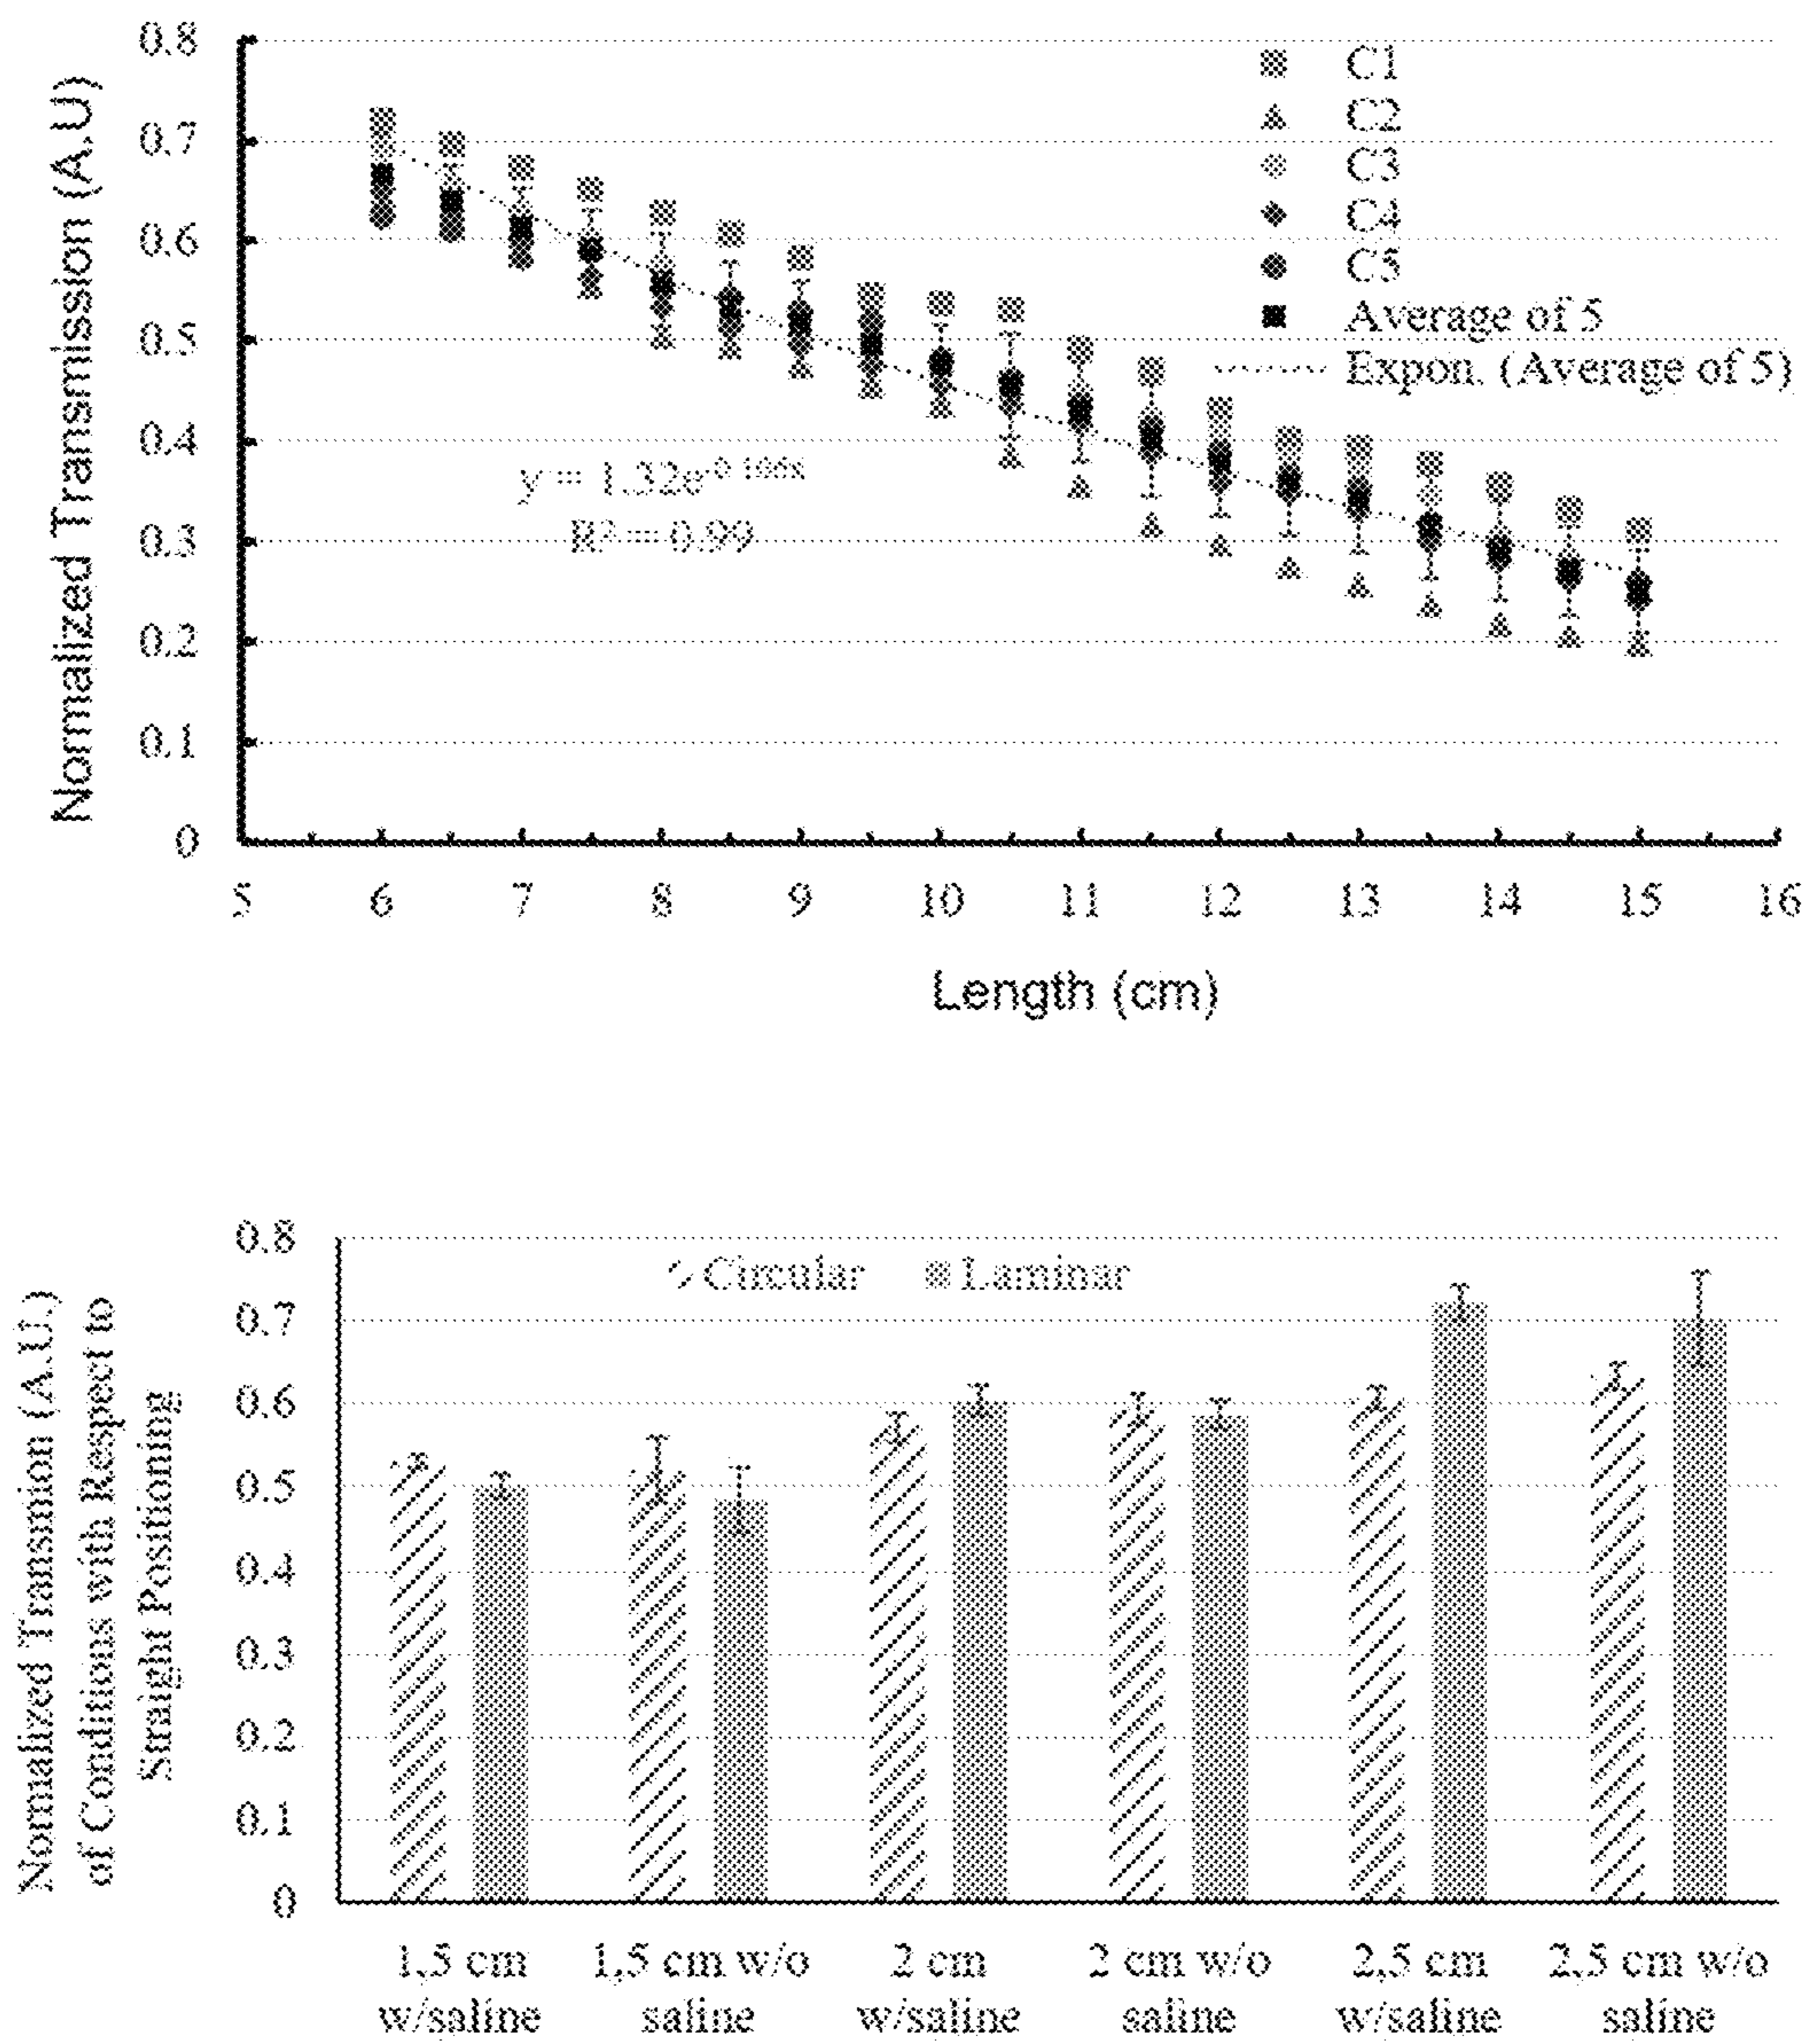 Normalized Transmission (A.U)
0.8
0.7
0.6
0.5
0.4
0.3
0.2
0.1
0
C1
C2
C3
C4
C5
Average of 5
Expon. (Average of 5)
y = 1.32e^-0.106x
R² = 0.99
5 6 7 8 9 10 11 12 13 14 15 16
Length (cm)
Normalized Transmion (A.U.)
of Conditions with Respect to
Straight Positioning
0.8
0.7
0.6
0.5
0.4
0.3
0.2
0.1
0
Circular Laminar
1,5 cm 1,5 cm w/o 2 cm 2 cm w/o 2,5 cm 2,5 cm w/o
w/saline saline w/saline saline w/saline saline